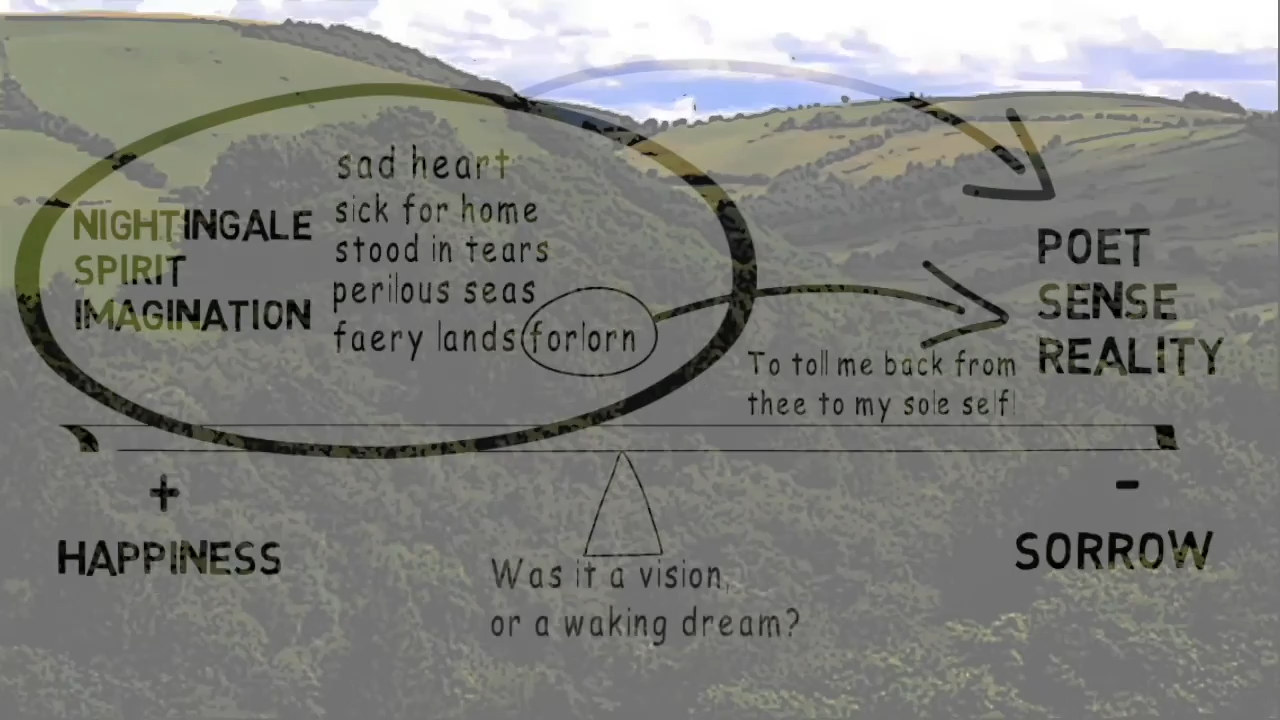 NIGHTINGALE
SPIRIT
IMAGINATION
sad heart
sick for home
stood in tears
perilous seas
faery lands forlorn
POET
SENSE
REALITY
To toll me back from
thee to my sole self!
+
HAPPINESS
-
SORROW
Was it a vision,
or a waking dream?